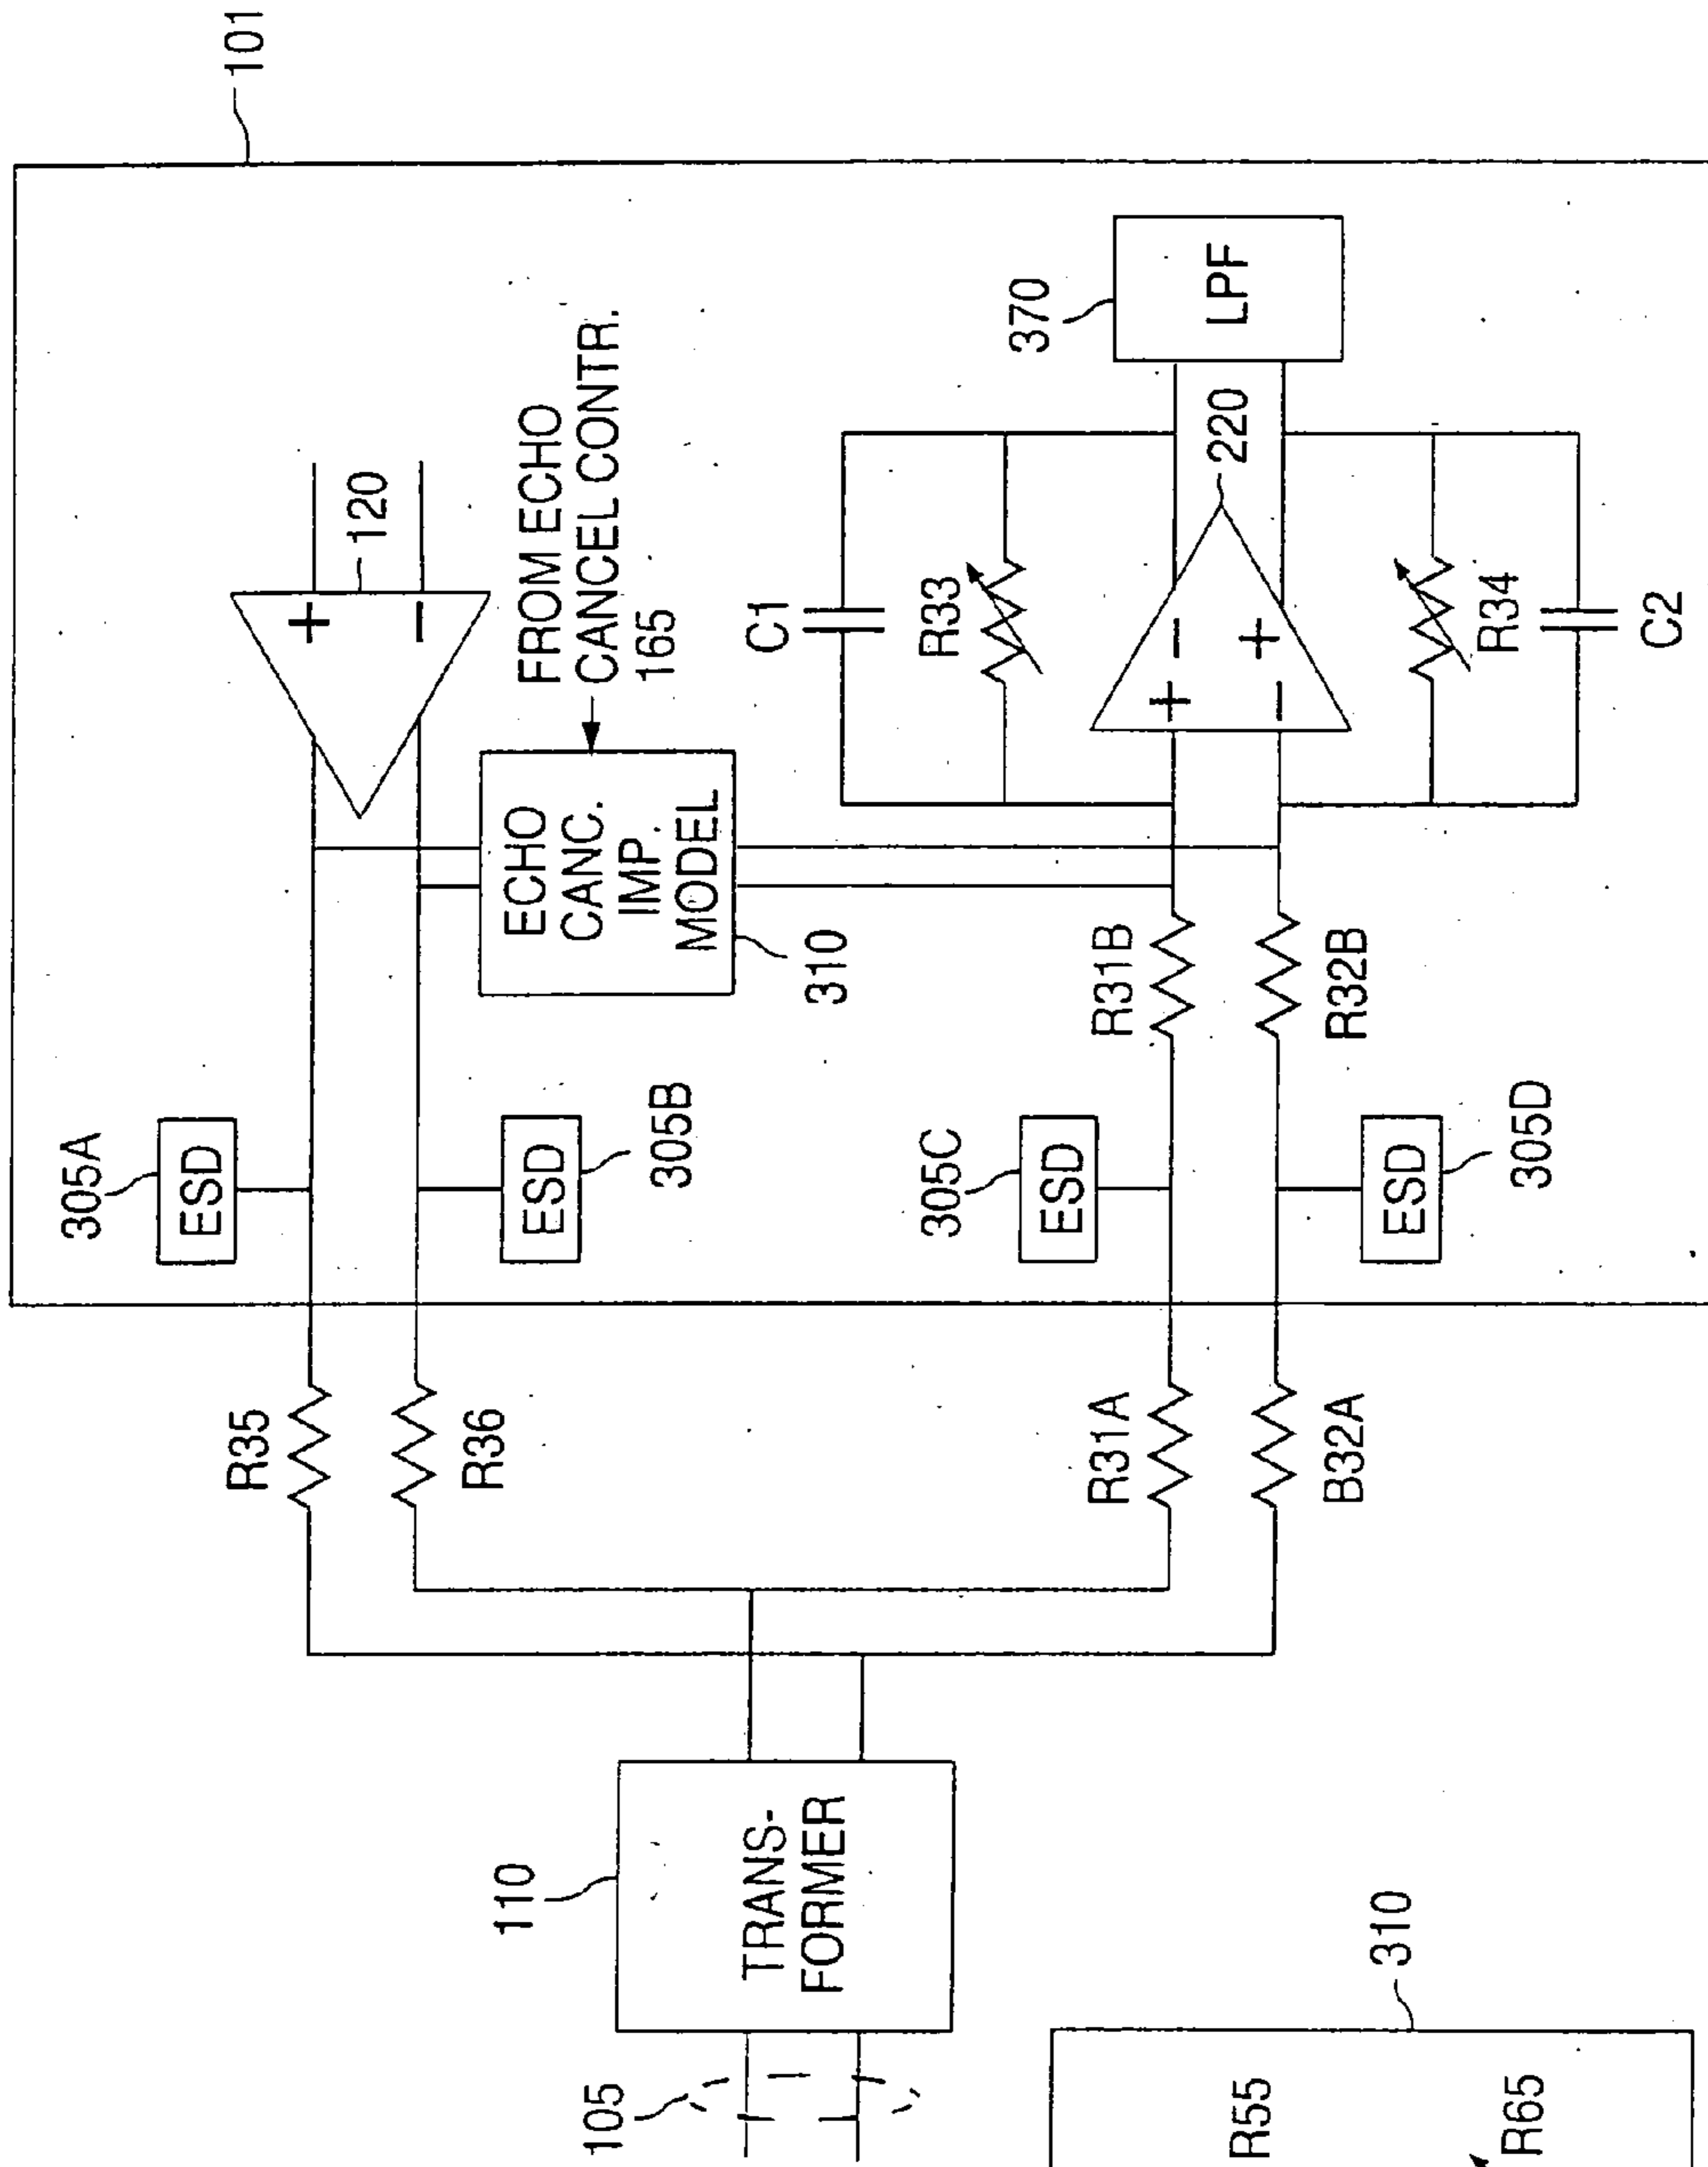 101
305A
ESD
R35
120
+
−
FROM ECHO
CANCEL CONTR.
165
ECHO
CANC.
IMP.
MODEL
310
R36
ESD
305B
110
TRANS-
FORMER
105
C1
R33
370
LPF
220
+
−
−
+
305C
ESD
R31A
R31B
B32A
R32B
ESD
305D
R34
C2
310
R55
R65